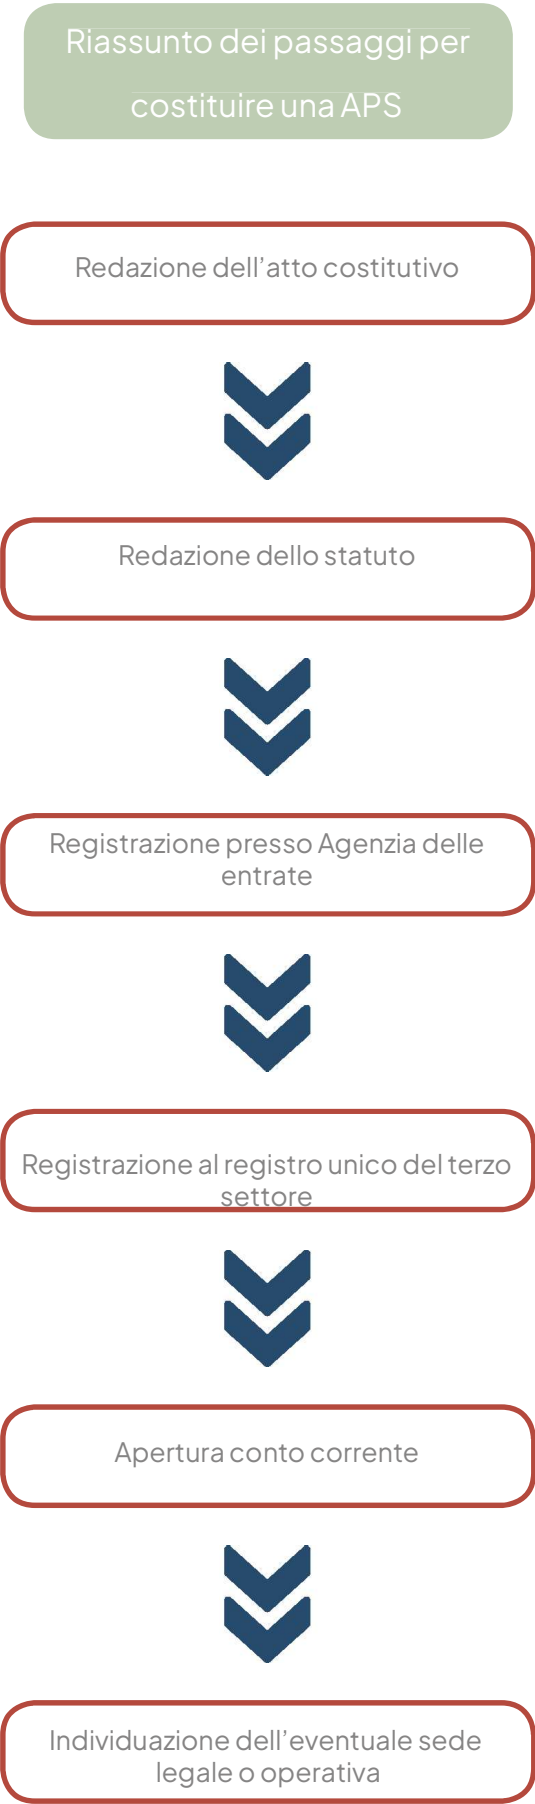 Riassunto dei passaggi per
costituire una APS
Redazione dell'atto costitutivo
Redazione dello statuto
Registrazione presso Agenzia delle
entrate
Registrazione al registro unico del terzo
settore
Apertura conto corrente
Individuazione dell'eventuale sede
legale o operativa